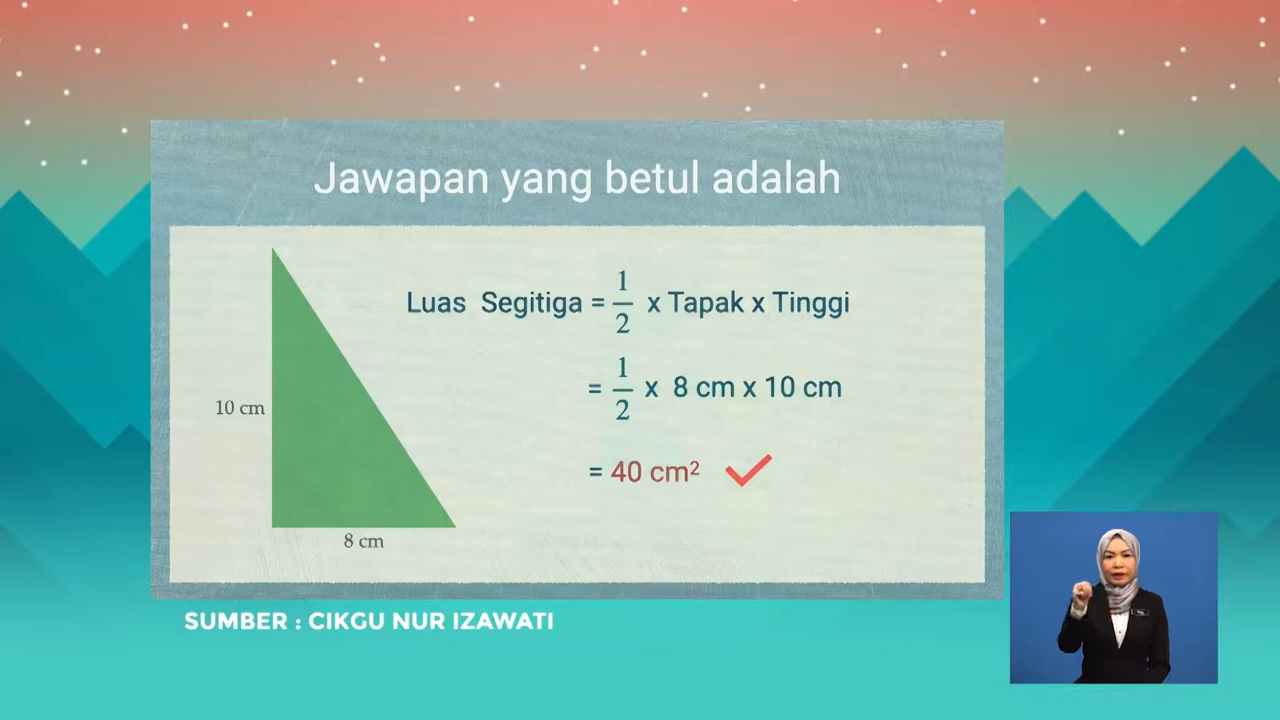 Jawapan yang betul adalah
Luas Segitiga = 1/2 x Tapak x Tinggi
= 1/2 x 8 cm x 10 cm
10 cm
= 40 cm²
8 cm
SUMBER : CIKGU NUR IZAWATI